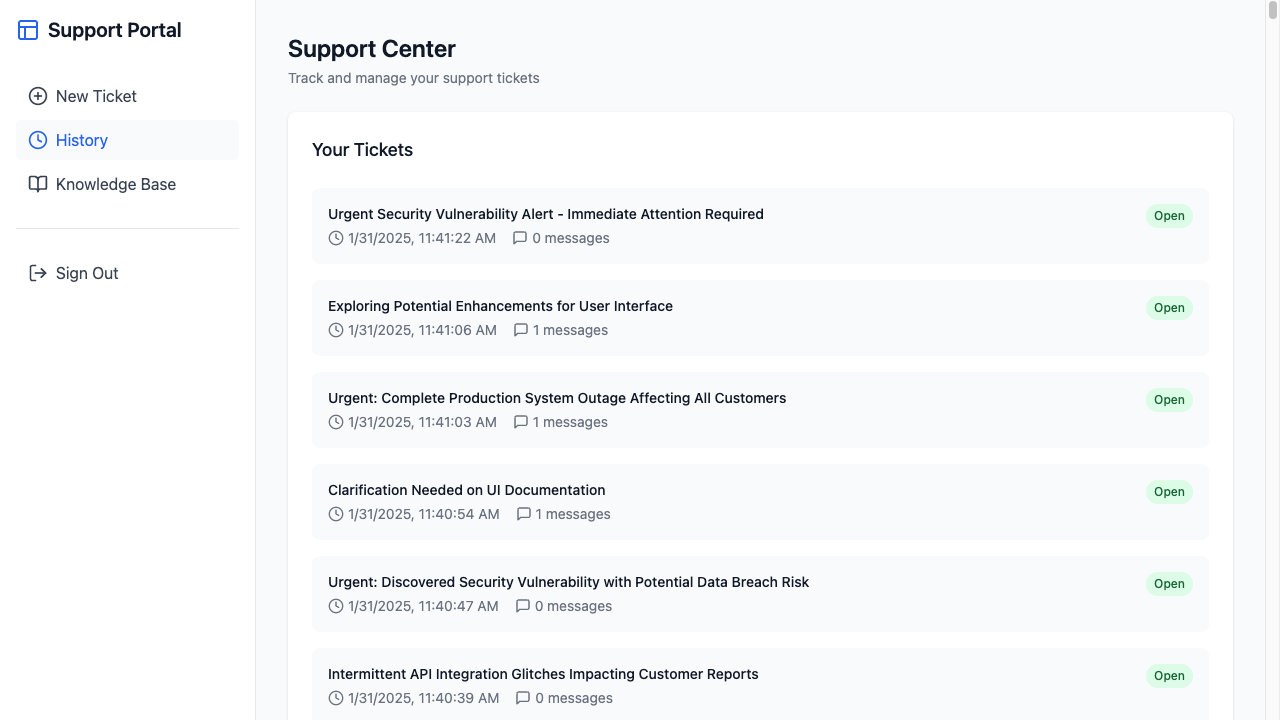 Support Portal
New Ticket
History
Knowledge Base
Sign Out
Support Center
Track and manage your support tickets
Your Tickets
Urgent Security Vulnerability Alert - Immediate Attention Required
Open
1/31/2025, 11:41:22 AM 0 messages
Exploring Potential Enhancements for User Interface
Open
1/31/2025, 11:41:06 AM 1 messages
Urgent: Complete Production System Outage Affecting All Customers
Open
1/31/2025, 11:41:03 AM 1 messages
Clarification Needed on UI Documentation
Open
1/31/2025, 11:40:54 AM 1 messages
Urgent: Discovered Security Vulnerability with Potential Data Breach Risk
Open
1/31/2025, 11:40:47 AM 0 messages
Intermittent API Integration Glitches Impacting Customer Reports
Open
1/31/2025, 11:40:39 AM 0 messages